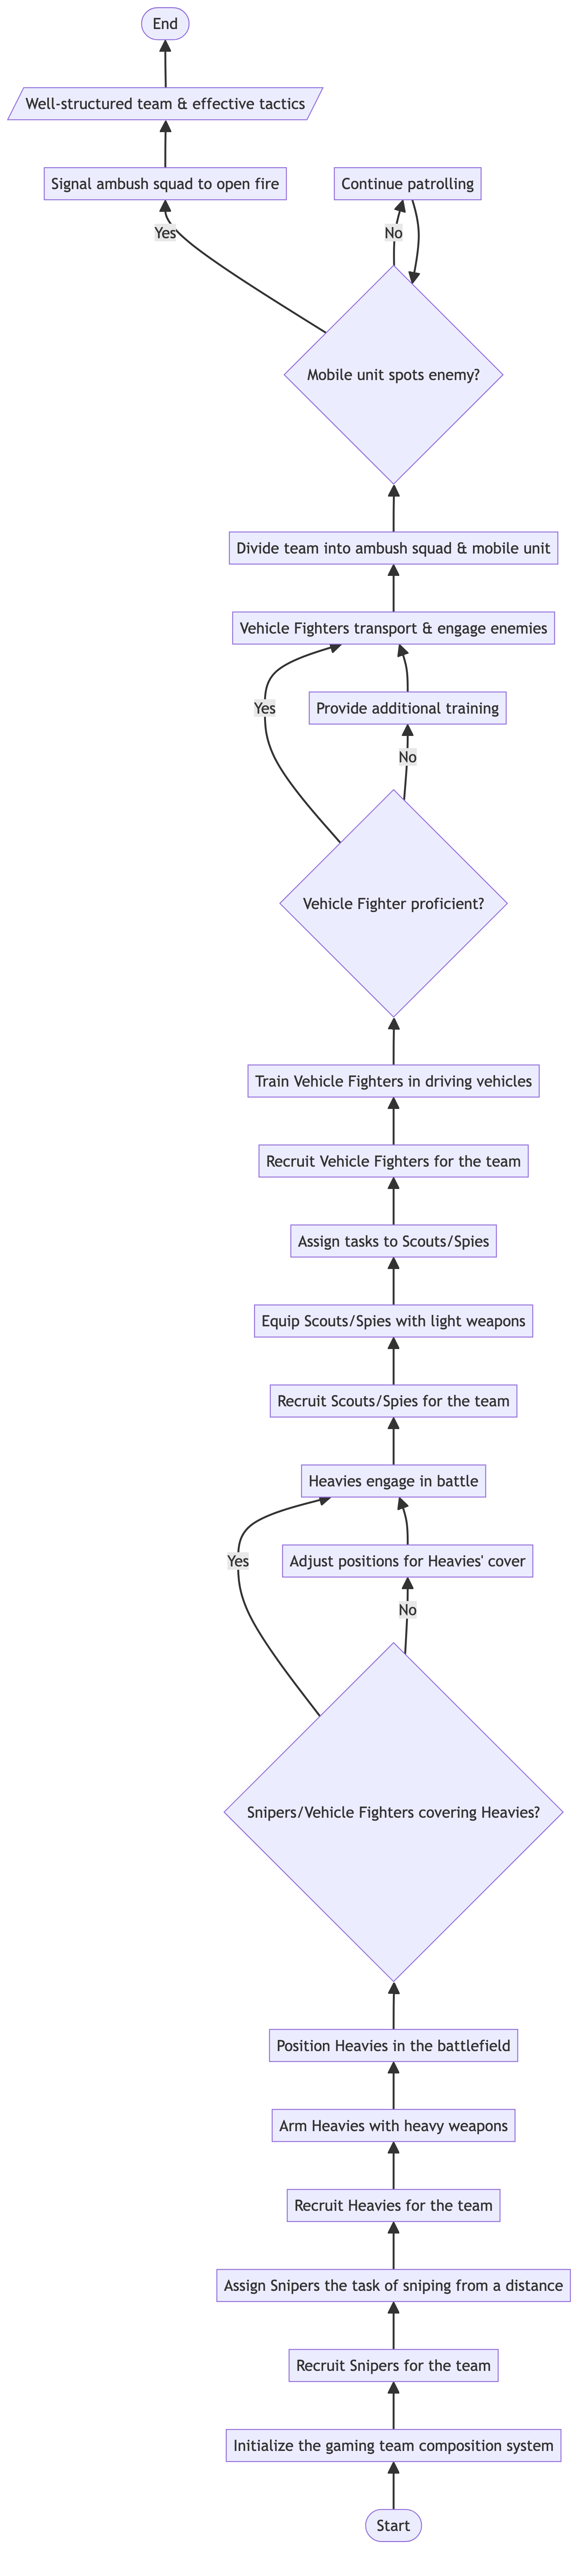 End
Well-structured team & effective tactics
Signal ambush squad to open fire
Continue patrolling
Yes
No
Mobile unit spots enemy?
Divide team into ambush squad & mobile unit
Vehicle Fighters transport & engage enemies
Yes
Provide additional training
No
Vehicle Fighter proficient?
Train Vehicle Fighters in driving vehicles
Recruit Vehicle Fighters for the team
Assign tasks to Scouts/Spies
Equip Scouts/Spies with light weapons
Recruit Scouts/Spies for the team
Heavies engage in battle
Yes
Adjust positions for Heavies' cover
No
Snipers/Vehicle Fighters covering Heavies?
Position Heavies in the battlefield
Arm Heavies with heavy weapons
Recruit Heavies for the team
Assign Snipers the task of sniping from a distance
Recruit Snipers for the team
Initialize the gaming team composition system
Start